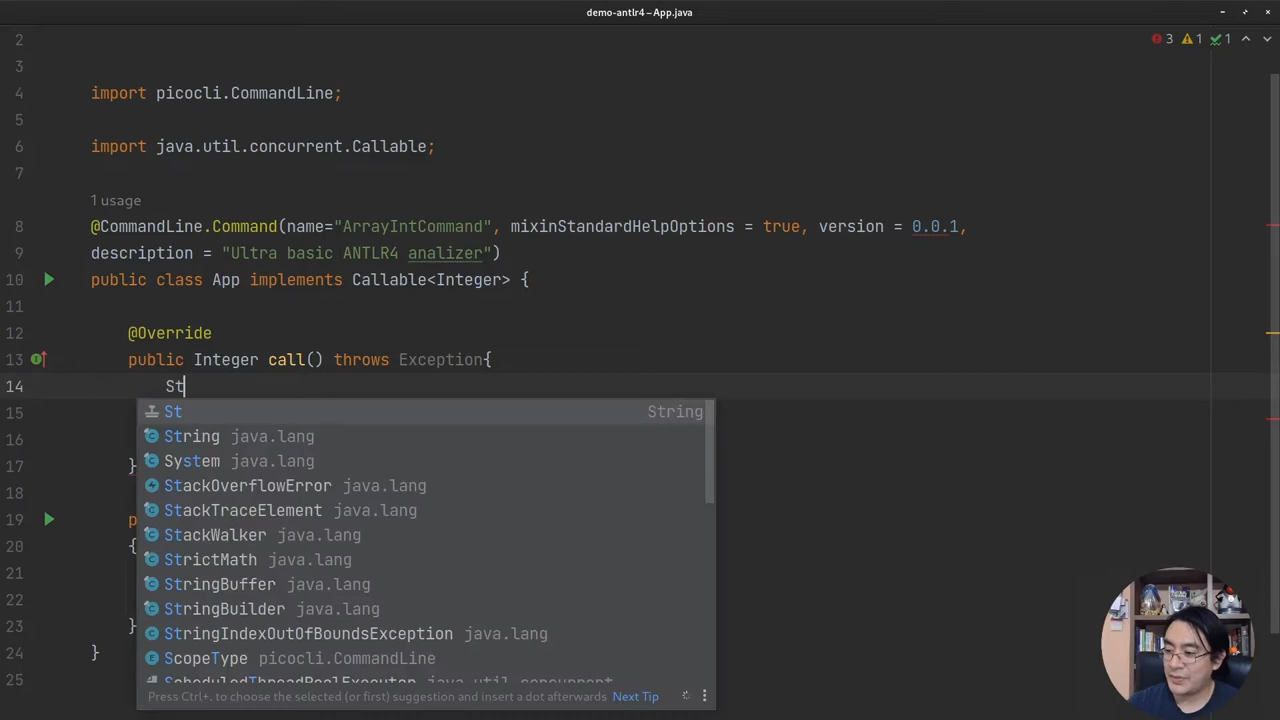 demo-antlr4 – App.java
2
3
3 1 1
4 import picocli.CommandLine;
5
6 import java.util.concurrent.Callable;
7
1 usage
8 @CommandLine.Command(name="ArrayIntCommand", mixinStandardHelpOptions = true, version = 0.0.1,
9 description = "Ultra basic ANTLR4 analizer")
10 public class App implements Callable<Integer> {
11
12 @Override
13 public Integer call() throws Exception{
14 St
15
St String
16
String java.lang
System java.lang
17 }
StackOverflowError java.lang
18
StackTraceElement java.lang
19 p
StackWalker java.lang
20 {
StrictMath java.lang
21
StringBuffer java.lang
22
StringBuilder java.lang
23 }
StringIndexOutOfBoundsException java.lang
24 }
ScopeType picocli.CommandLine
25
ScheduledThreadPoolExecutor java.util.concurrent
Press Ctrl+. to choose the selected (or first) suggestion and insert a dot afterwards Next Tip